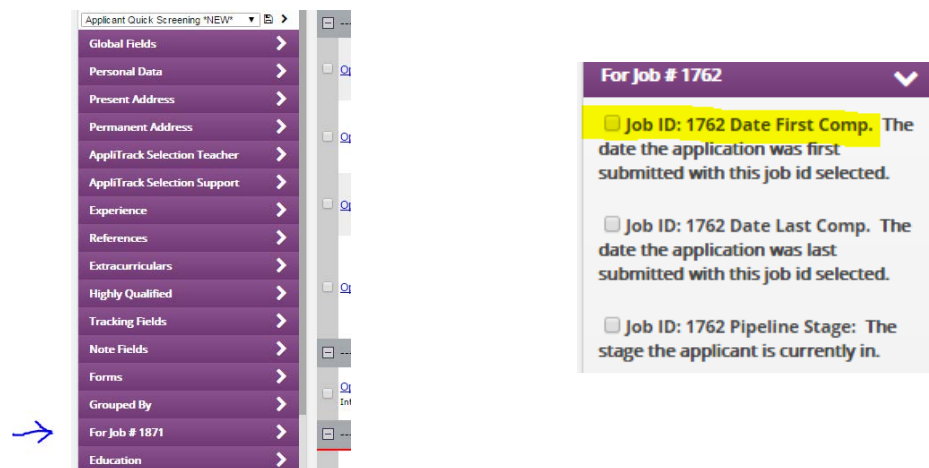 Applicant Quick Screening *NEW*
Global Fields
Personal Data
Present Address
Permanent Address
AppliTrack Selection Teacher
AppliTrack Selection Support
Experience
References
Extracurriculars
Highly Qualified
Tracking Fields
Note Fields
Forms
Grouped By
For Job # 1871
Education
For Job # 1762
Job ID: 1762 Date First Comp. The
date the application was first
submitted with this job id selected.
Job ID: 1762 Date Last Comp. The
date the application was last
submitted with this job id selected.
Job ID: 1762 Pipeline Stage: The
stage the applicant is currently in.